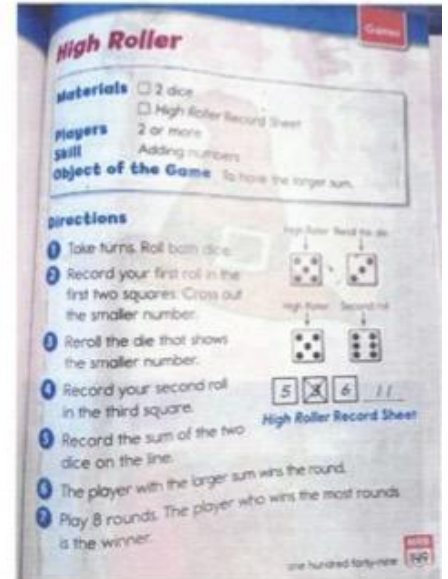 Games
High Roller
Materials □ 2 dice
□ High Roller Record Sheet
Players 2 or more
Skill Adding numbers
Object of the Game To have the larger sum.
Directions
1 Take turns. Roll both dice.
2 Record your first roll in the
first two squares. Cross out
the smaller number.
3 Reroll the die that shows
the smaller number.
4 Record your second roll
in the third square.
5 Record the sum of the two
dice on the line.
6 The player with the larger sum wins the round.
7 Play 8 rounds. The player who wins the most rounds
is the winner.
High Roller Reroll the die
High Roller Second roll
5 3 6 11
High Roller Record Sheet
one hundred forty-nine 149